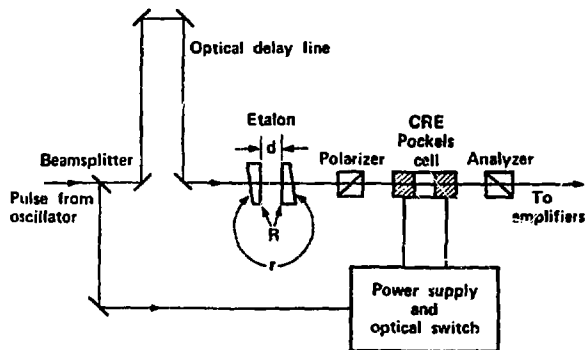 Optical delay line
Etalon
d
CRE
Pockels
cell
Beamsplitter
Polarizer
Analyzer
Pulse from
oscillator
To
amplifiers
R
r
Power supply
and
optical switch